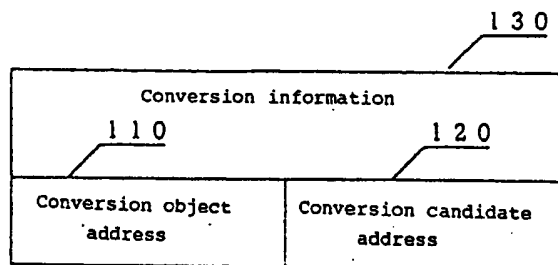 130
Conversion information
110
120
Conversion object
address
Conversion candidate
address